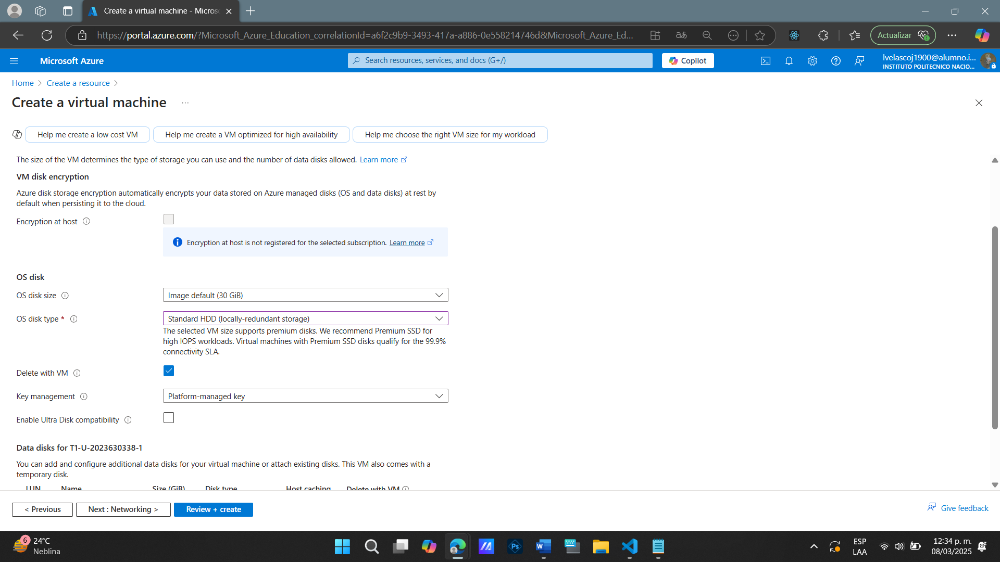 Create a virtual machine - Micros
https://portal.azure.com/?Microsoft_Azure_Education_correlationId=a6f2c9b9-3493-417a-a886-0e558214746d&Microsoft_Azure_Ed...
Actualizar
Microsoft Azure
Search resources, services, and docs (G+/)
Copilot
lvelascoj1900@alumno.i...
INSTITUTO POLITECNICO NACIO...
Home > Create a resource >
Create a virtual machine ...
Help me create a low cost VM
Help me create a VM optimized for high availability
Help me choose the right VM size for my workload
The size of the VM determines the type of storage you can use and the number of data disks allowed. Learn more
VM disk encryption
Azure disk storage encryption automatically encrypts your data stored on Azure managed disks (OS and data disks) at rest by
default when persisting it to the cloud.
Encryption at host
Encryption at host is not registered for the selected subscription. Learn more
OS disk
OS disk size
Image default (30 GiB)
OS disk type *
Standard HDD (locally-redundant storage)
The selected VM size supports premium disks. We recommend Premium SSD for
high IOPS workloads. Virtual machines with Premium SSD disks qualify for the 99.9%
connectivity SLA.
Delete with VM
Key management
Platform-managed key
Enable Ultra Disk compatibility
Data disks for T1-U-2023630338-1
You can add and configure additional data disks for your virtual machine or attach existing disks. This VM also comes with a
temporary disk.
LUN Name Size (GiB) Disk type Host caching Delete with VM
< Previous
Next : Networking >
Review + create
Give feedback
6
24°C
Neblina
ESP
LAA
12:34 p. m.
08/03/2025